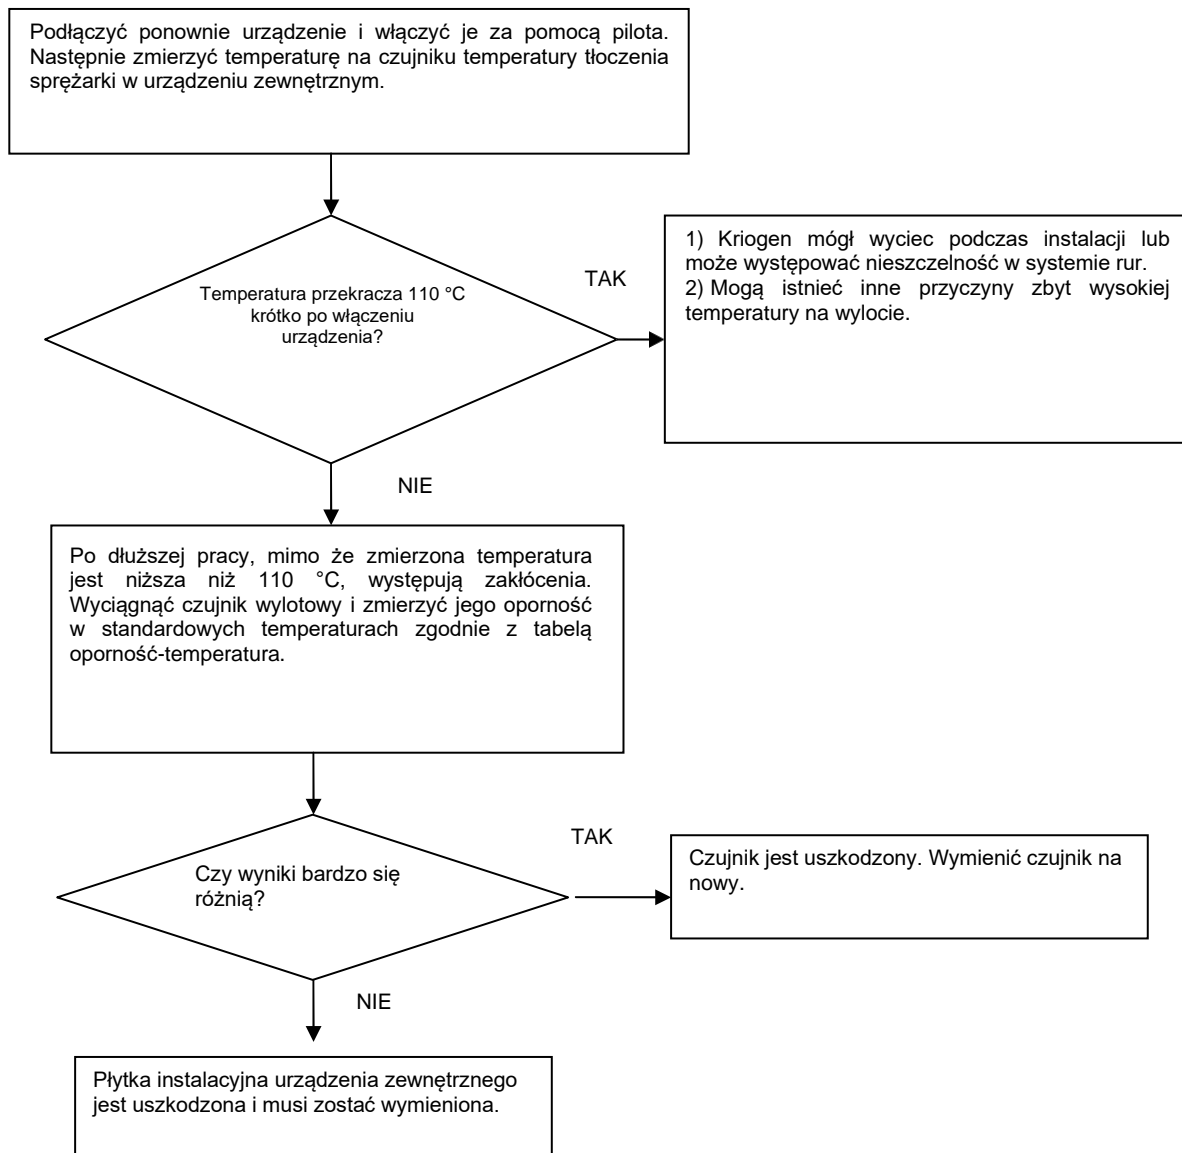 Podłączyć ponownie urządzenie i włączyć je za pomocą pilota.
Następnie zmierzyć temperaturę na czujniku temperatury tłoczenia
sprężarki w urządzeniu zewnętrznym.
Temperatura przekracza 110 °C
krótko po włączeniu
urządzenia?
TAK
1) Kriogen mógł wyciec podczas instalacji lub
może występować nieszczelność w systemie rur.
2) Mogą istnieć inne przyczyny zbyt wysokiej
temperatury na wylocie.
NIE
Po dłuższej pracy, mimo że zmierzona temperatura
jest niższa niż 110 °C, występują zakłócenia.
Wyciągnąć czujnik wylotowy i zmierzyć jego oporność
w standardowych temperaturach zgodnie z tabelą
oporność-temperatura.
Czy wyniki bardzo się
różnią?
TAK
Czujnik jest uszkodzony. Wymienić czujnik na
nowy.
NIE
Płytka instalacyjna urządzenia zewnętrznego
jest uszkodzona i musi zostać wymieniona.